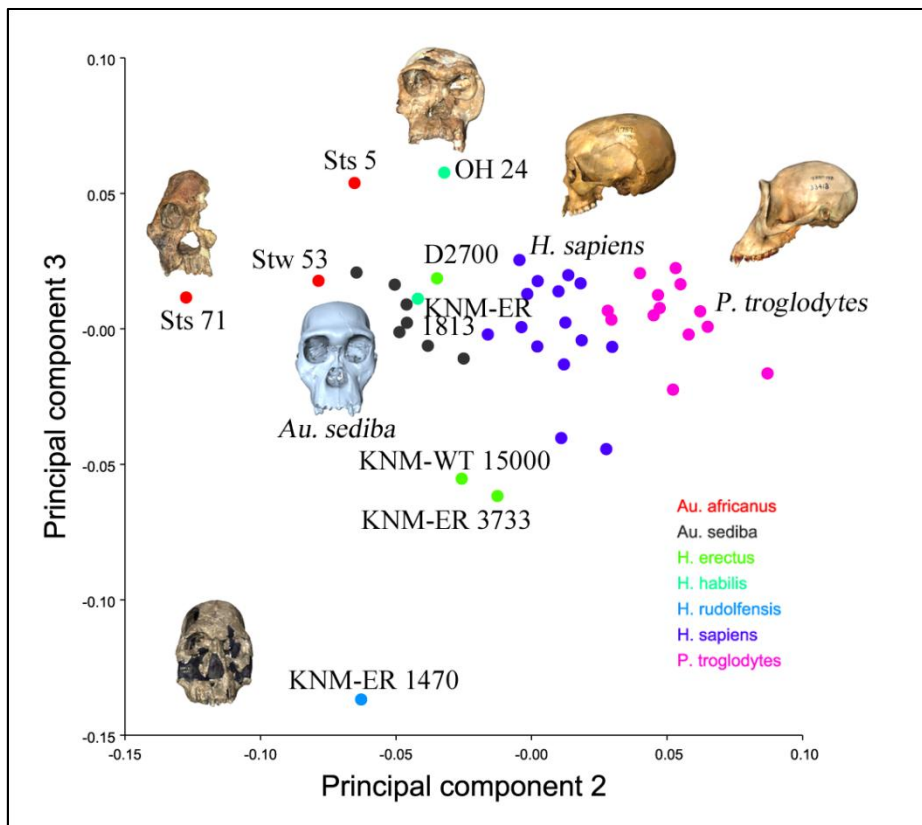 0.10
0.05
-0.00
-0.05
-0.10
-0.15
Principal component 3
Sts 5
OH 24
Sts 71
Stw 53
D2700
KNM-ER
1813
H. sapiens
P. troglodytes
Au. sediba
KNM-WT 15000
KNM-ER 3733
KNM-ER 1470
Au. africanus
Au. sediba
H. erectus
H. habilis
H. rudolfensis
H. sapiens
P. troglodytes
-0.15
-0.10
-0.05
-0.00
0.05
0.10
Principal component 2